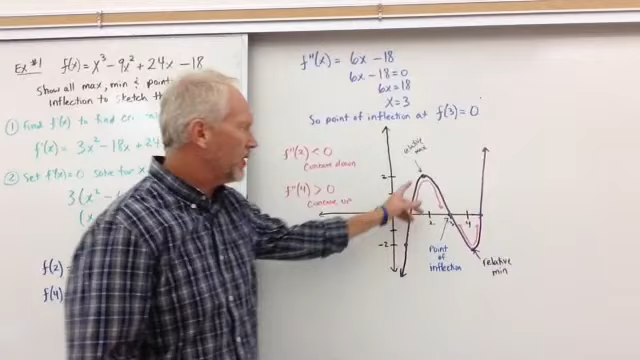 Ex #1 f(x) = x³ - 9x² + 24x - 18
Show all max, min & point
inflection to sketch th
① Find f'(x) to find
f'(x) = 3x² - 18x + 24
② Set f'(x)=0 solve for x
3(x² -
(x
f(2)
f(4)
f"(x) = 6x - 18
6x - 18 = 0
6x = 18
x = 3
So point of inflection at f(3) = 0
f"(2) < 0
Concave down
f"(4) > 0
Concave up
relative
max
2
2
3
4
-2
Point
of
inflection
relative
min